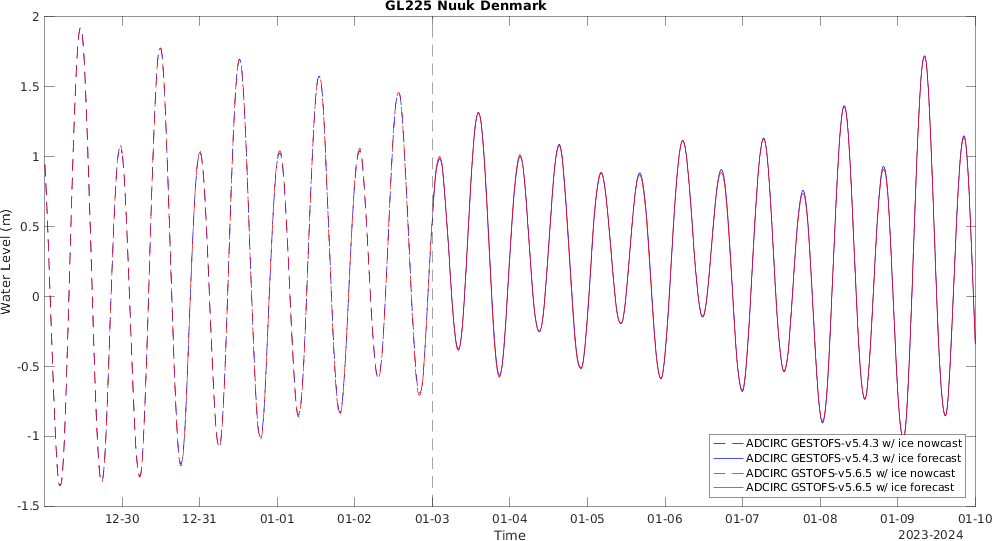 GL225 Nuuk Denmark
2
1.5
1
0.5
0
-0.5
-1
-1.5
Water Level (m)
ADCIRC GESTOFS-v5.4.3 w/ ice nowcast
ADCIRC GESTOFS-v5.4.3 w/ ice forecast
ADCIRC GSTOFS-v5.6.5 w/ ice nowcast
ADCIRC GSTOFS-v5.6.5 w/ ice forecast
12-30 12-31 01-01 01-02 01-03 01-04 01-05 01-06 01-07 01-08 01-09 01-10
Time
2023-2024